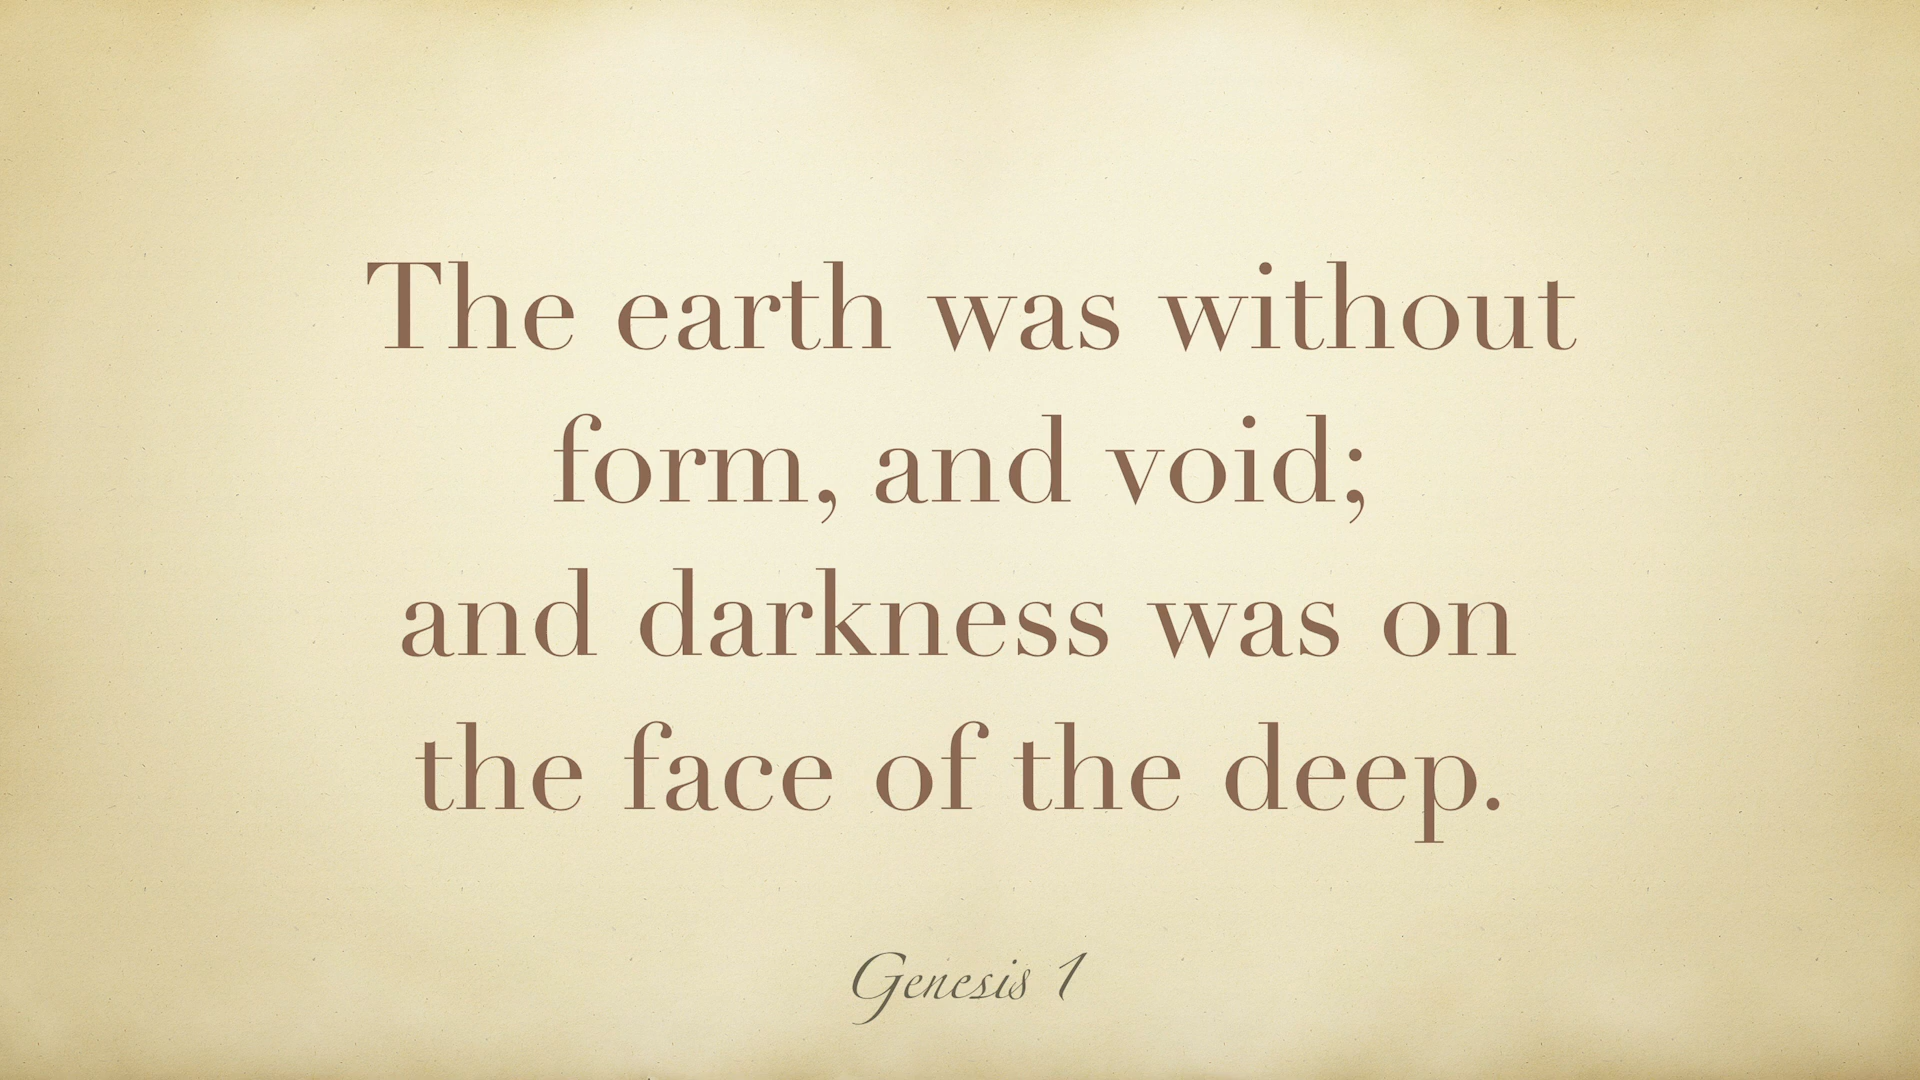 The earth was without
form, and void;
and darkness was on
the face of the deep.
Genesis 1